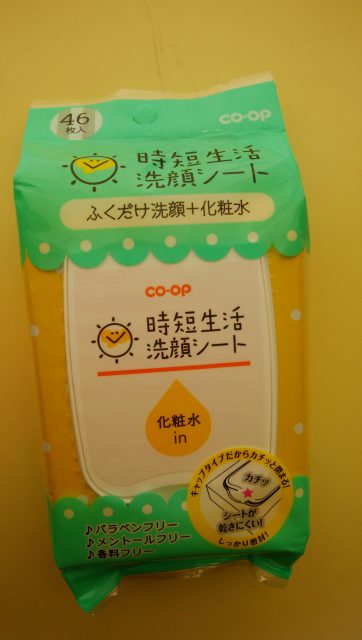 46
枚入
co·op
時短生活
洗顔シート
ふくだけ洗顔+化粧水
co·op
時短生活
洗顔シート
化粧水
in
キャップタイプだからカチッと閉まる!
カチッ
シートが
乾きにくい!
しっかり密封!
♪パラベンフリー
♪メントールフリー
♪香料フリー